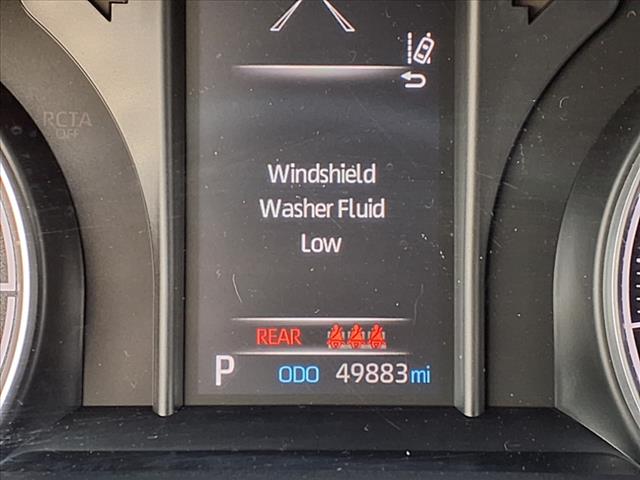 RCTA
OFF
Windshield
Washer Fluid
Low
REAR
P ODO 49883 mi